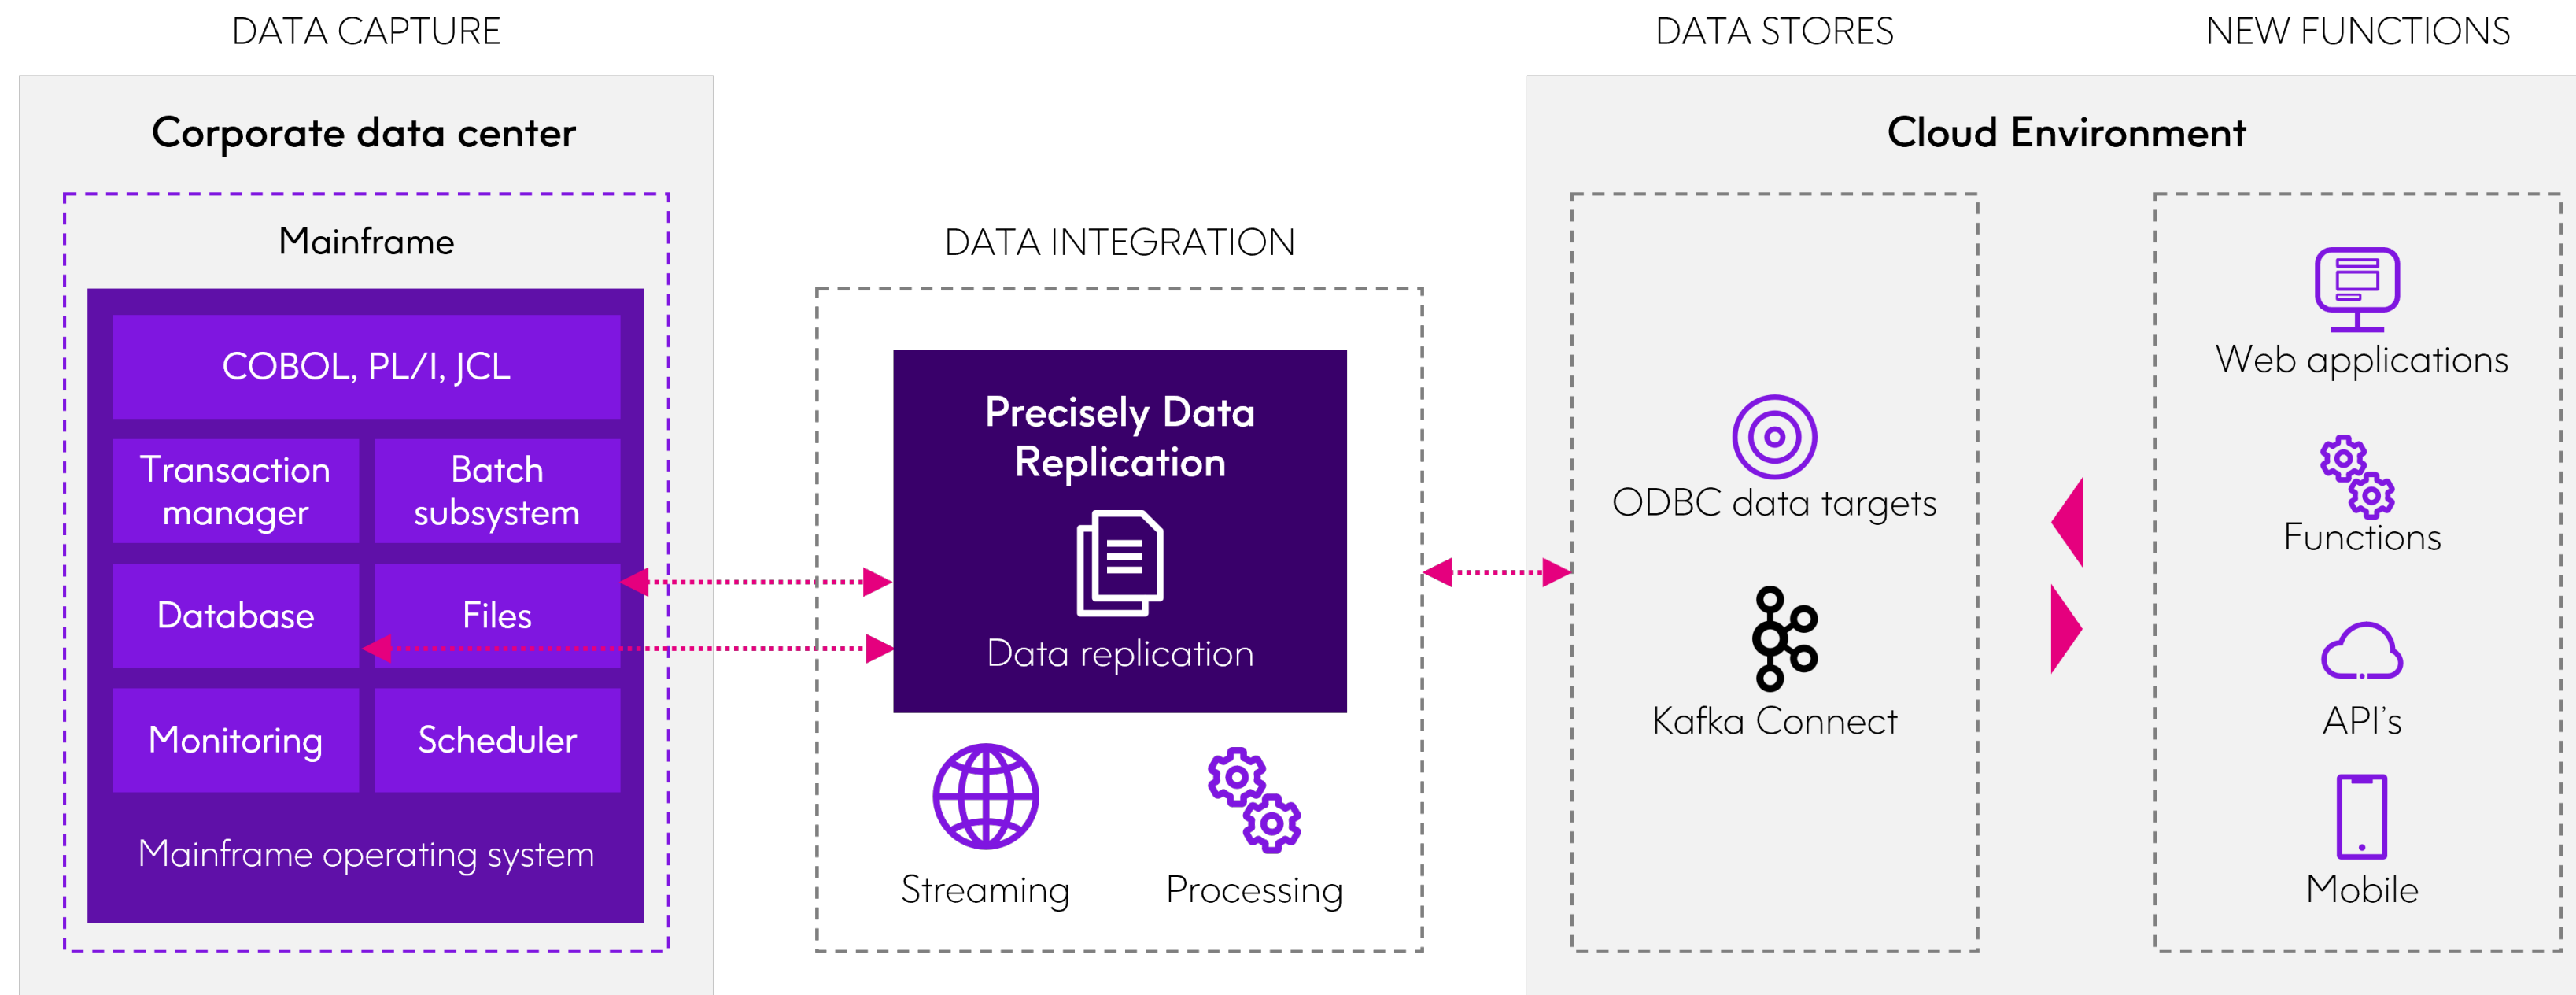 DATA CAPTURE
Corporate data center
Mainframe
COBOL, PL/I, JCL
Transaction
manager
Batch
subsystem
Database
Files
Monitoring
Scheduler
Mainframe operating system
DATA INTEGRATION
Precisely Data
Replication
Data replication
Streaming
Processing
DATA STORES
NEW FUNCTIONS
Cloud Environment
ODBC data targets
Kafka Connect
Web applications
Functions
API’s
Mobile